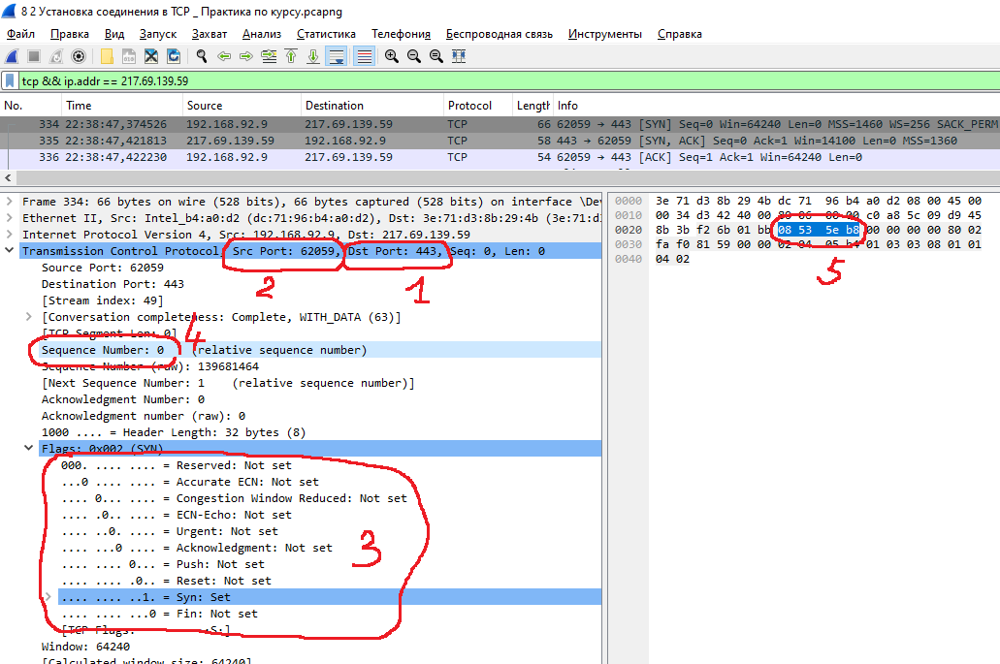 8 2 Установка соединения в TCP _ Практика по курсу.pcapng
Файл Правка Вид Запуск Захват Анализ Статистика Телефония Беспроводная связь Инструменты Справка
tcp && ip.addr == 217.69.139.59
No. Time Source Destination Protocol Length Info
334 22:38:47,374526 192.168.92.9 217.69.139.59 TCP 66 62059 → 443 [SYN] Seq=0 Win=64240 Len=0 MSS=1460 WS=256 SACK_PERM
335 22:38:47,421813 217.69.139.59 192.168.92.9 TCP 58 443 → 62059 [SYN, ACK] Seq=0 Ack=1 Win=14100 Len=0 MSS=1360
336 22:38:47,422230 192.168.92.9 217.69.139.59 TCP 54 62059 → 443 [ACK] Seq=1 Ack=1 Win=64240 Len=0
Frame 334: 66 bytes on wire (528 bits), 66 bytes captured (528 bits) on interface \Dev
Ethernet II, Src: Intel_b4:a0:d2 (dc:71:96:b4:a0:d2), Dst: 3e:71:d3:8b:29:4b (3e:71:d
Internet Protocol Version 4, Src: 192.168.92.9, Dst: 217.69.139.59
Transmission Control Protocol, Src Port: 62059, Dst Port: 443, Seq: 0, Len: 0
Source Port: 62059
2
1
Destination Port: 443
[Stream index: 49]
[Conversation completeness: Complete, WITH_DATA (63)]
[TCP Segment Len: 0]
4
Sequence Number: 0 (relative sequence number)
Sequence Number (raw): 139681464
[Next Sequence Number: 1 (relative sequence number)]
Acknowledgment Number: 0
Acknowledgment number (raw): 0
1000 .... = Header Length: 32 bytes (8)
Flags: 0x002 (SYN)
000. .... .... = Reserved: Not set
...0 .... .... = Accurate ECN: Not set
.... 0... .... = Congestion Window Reduced: Not set
.... .0.. .... = ECN-Echo: Not set
.... ..0. .... = Urgent: Not set
.... ...0 .... = Acknowledgment: Not set
3
.... .... 0... = Push: Not set
.... .... .0.. = Reset: Not set
.... .... ..1. = Syn: Set
.... .... ...0 = Fin: Not set
[TCP Flags: ·S·]
Window: 64240
[Calculated window size: 64240]
0000 3e 71 d3 8b 29 4b dc 71 96 b4 a0 d2 08 00 45 00
0010 00 34 d3 42 40 00 80 06 00 00 c0 a8 5c 09 d9 45
0020 8b 3b f2 6b 01 bb 08 53 5e b8 00 00 00 00 80 02
0030 fa f0 81 59 00 00 02 04 05 b4 01 03 03 08 01 01
0040 04 02
5